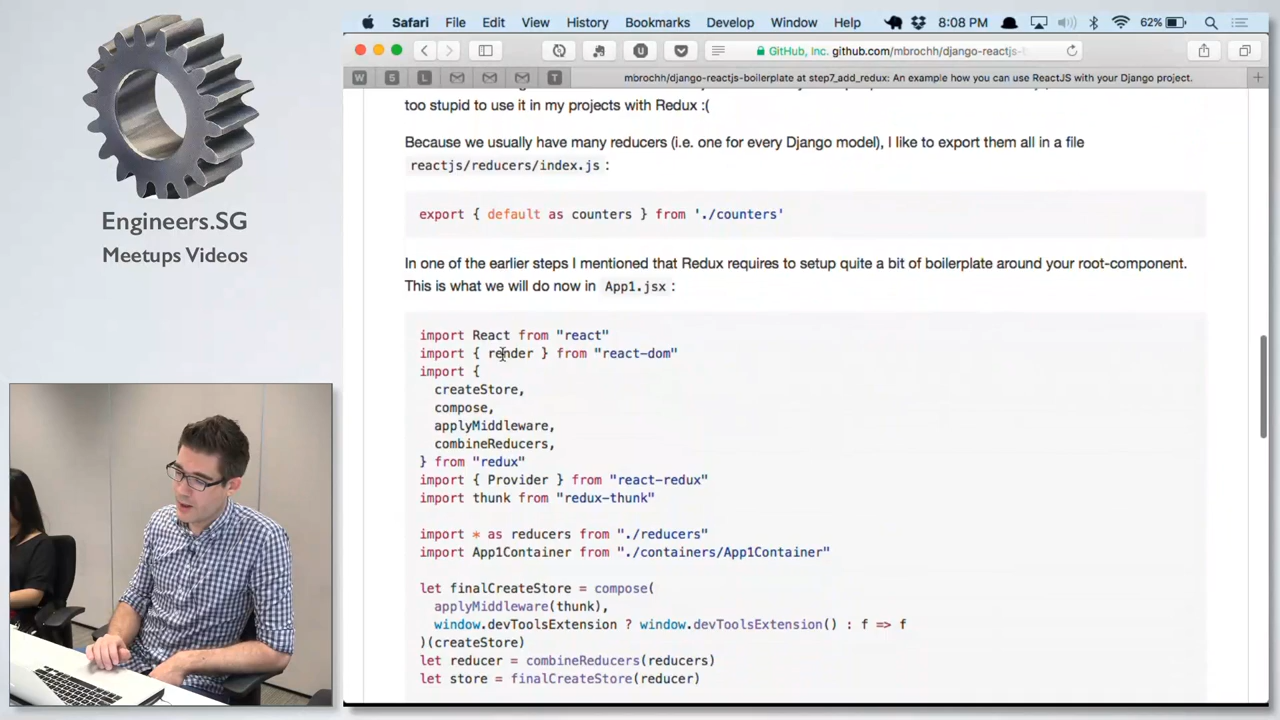 Safari File Edit View History Bookmarks Develop Window Help 8:08 PM 62%
GitHub, Inc. github.com/mbrochh/django-reactjs-
W 5 L T mbrochh/django-reactjs-boilerplate at step7_add_redux: An example how you can use ReactJS with your Django project.
too stupid to use it in my projects with Redux :(
Because we usually have many reducers (i.e. one for every Django model), I like to export them all in a file
reactjs/reducers/index.js :
export { default as counters } from './counters'
In one of the earlier steps I mentioned that Redux requires to setup quite a bit of boilerplate around your root-component.
This is what we will do now in App1.jsx :
import React from "react"
import { render } from "react-dom"
import {
createStore,
compose,
applyMiddleware,
combineReducers,
} from "redux"
import { Provider } from "react-redux"
import thunk from "redux-thunk"
import * as reducers from "./reducers"
import App1Container from "./containers/App1Container"
let finalCreateStore = compose(
applyMiddleware(thunk),
window.devToolsExtension ? window.devToolsExtension() : f => f
)(createStore)
let reducer = combineReducers(reducers)
let store = finalCreateStore(reducer)
Engineers.SG
Meetups Videos